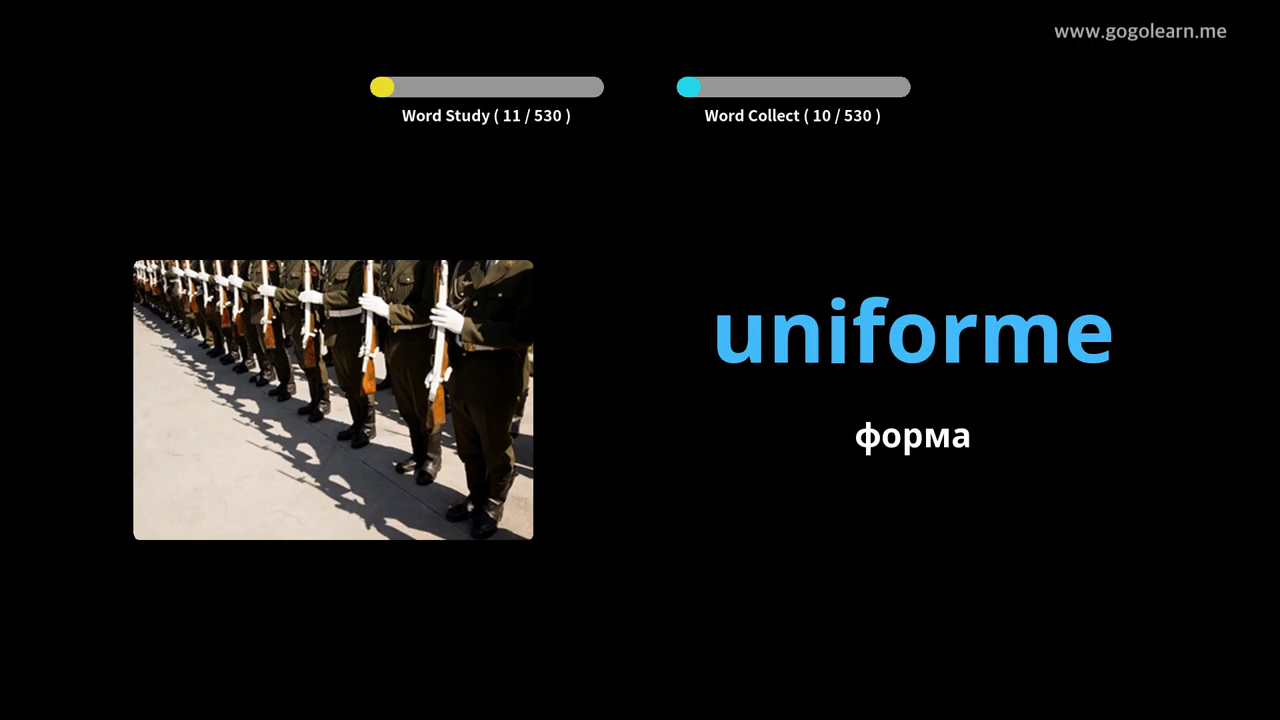 www.gogolearn.me
Word Study ( 11 / 530 )
Word Collect ( 10 / 530 )
uniforme
форма